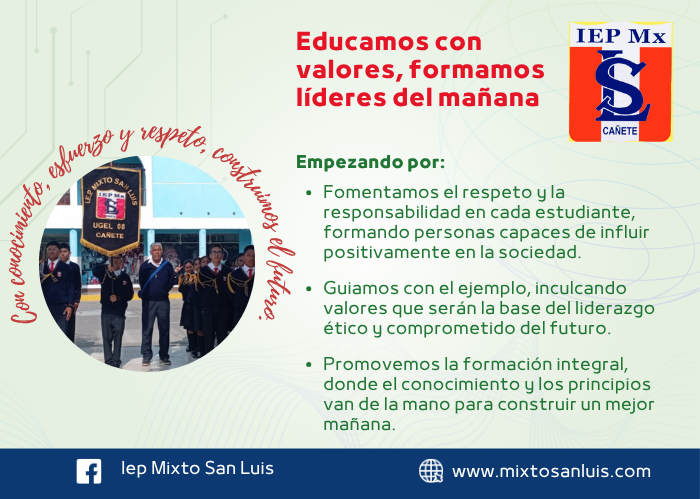 Educamos con
valores, formamos
líderes del mañana
IEP Mx
SL
CAÑETE
Con conocimiento, esfuerzo y respeto, construimos el futuro.
I.E.P. MIXTO SAN LUIS
IEP Mx
SL
UGEL 08
CAÑETE
Empezando por:
• Fomentamos el respeto y la
responsabilidad en cada estudiante,
formando personas capaces de influir
positivamente en la sociedad.
• Guiamos con el ejemplo, inculcando
valores que serán la base del liderazgo
ético y comprometido del futuro.
• Promovemos la formación integral,
donde el conocimiento y los principios
van de la mano para construir un mejor
mañana.
Iep Mixto San Luis
www.mixtosanluis.com